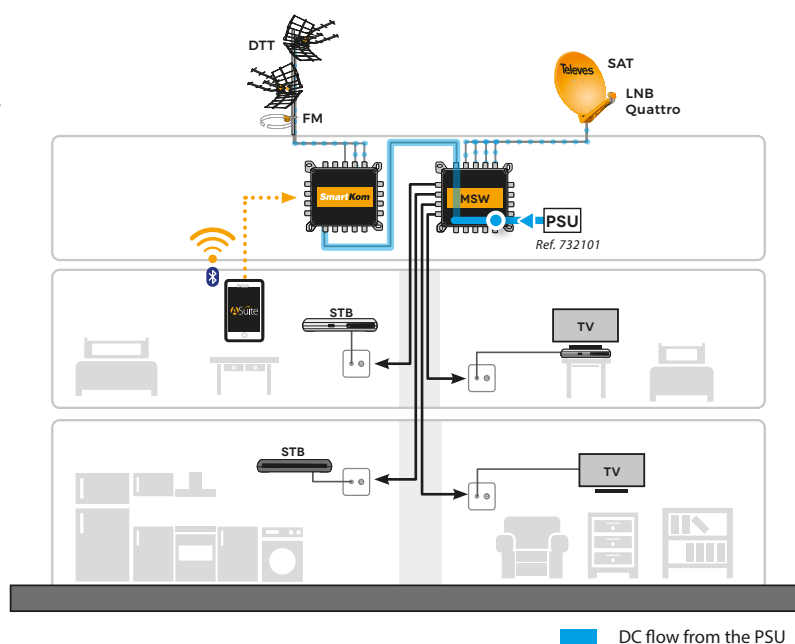 DTT
FM
Televes
SAT
LNB
Quattro
SmartKom
MSW
PSU
Ref. 732101
ASuite
STB
TV
STB
TV
DC flow from the PSU